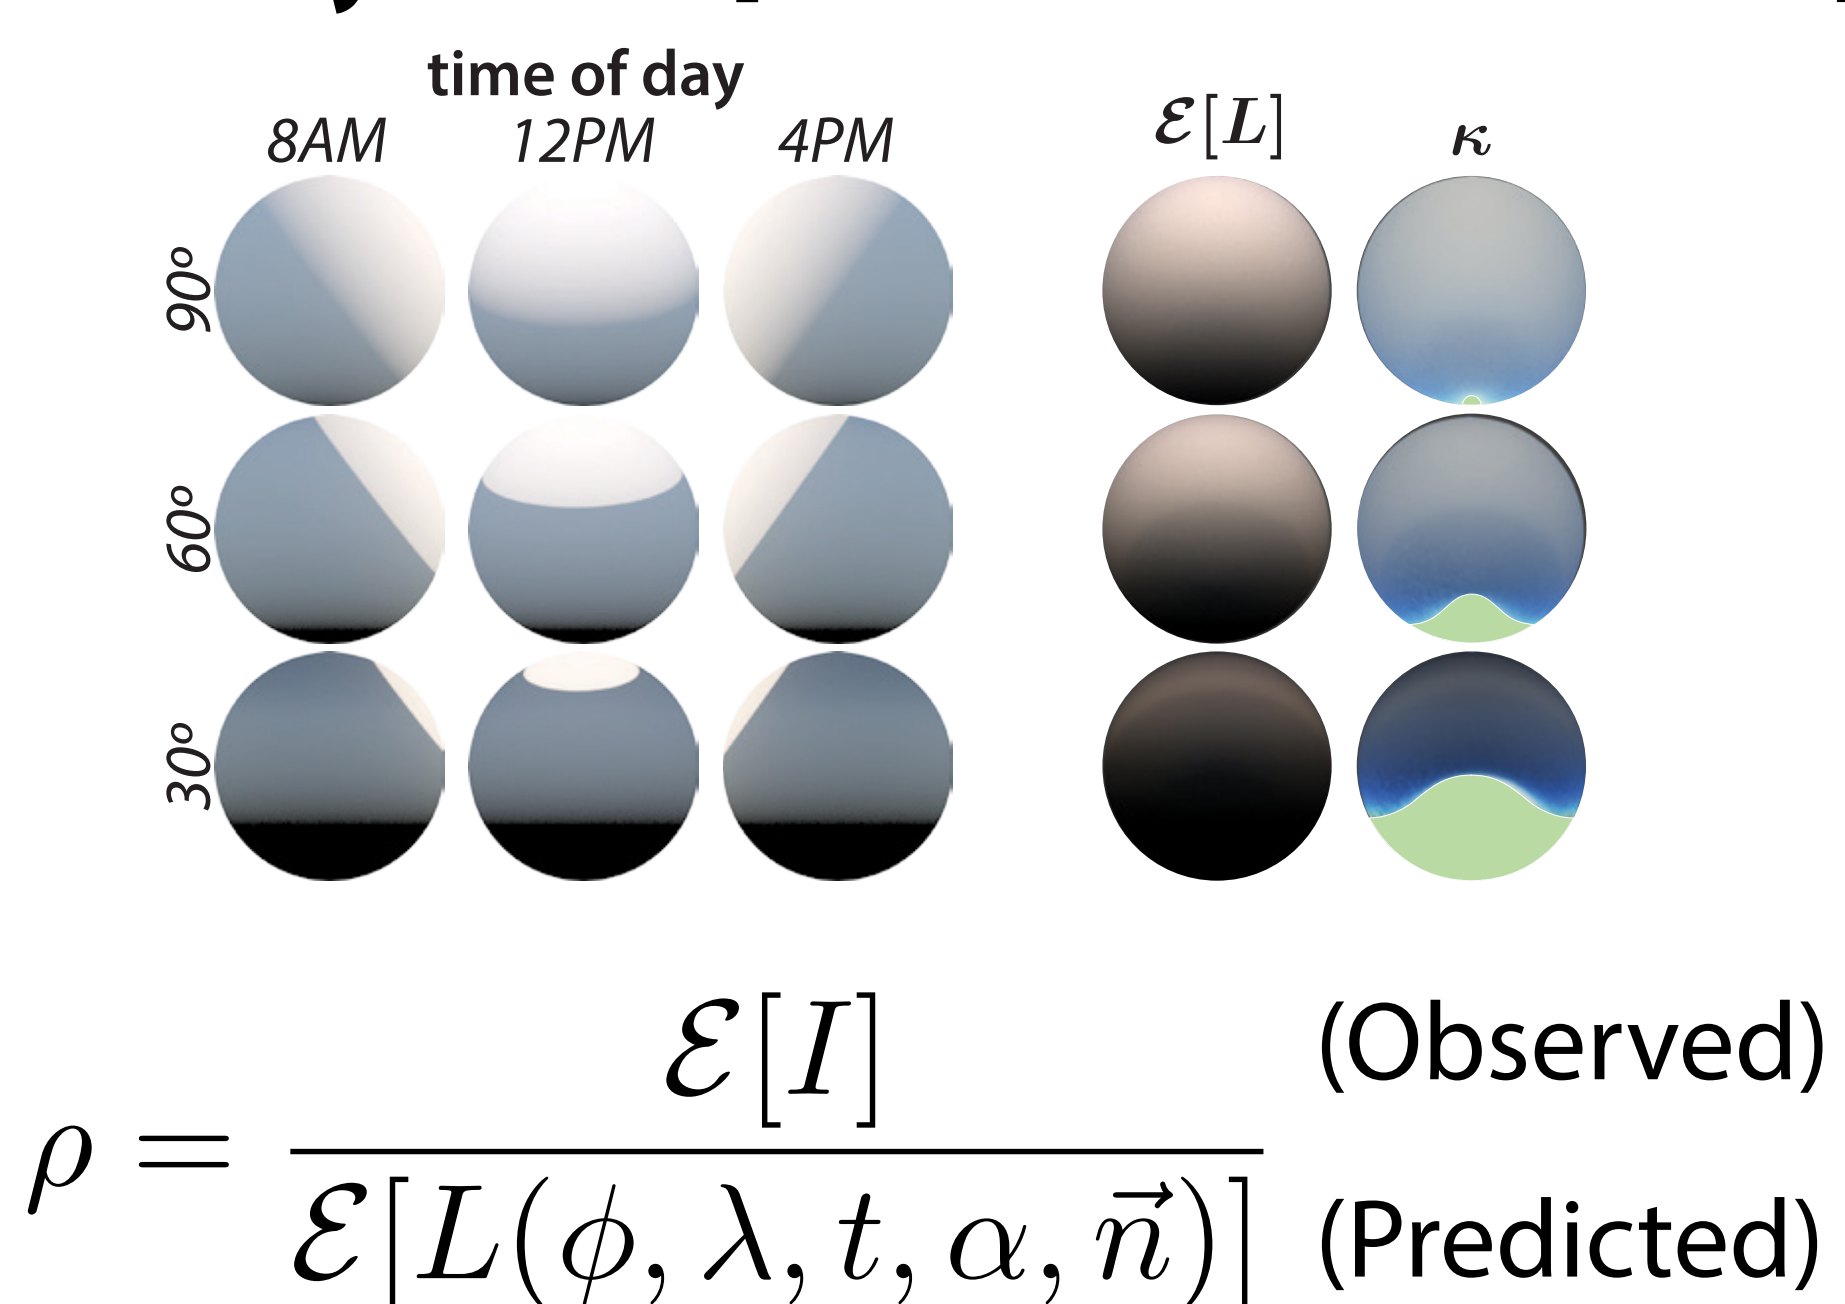 time of day
8AM 12PM 4PM
ℰ[L] κ
90°
60°
30°
ρ = ℰ[I] / ℰ[L(ϕ, λ, t, α, n⃗)]
(Observed)
(Predicted)